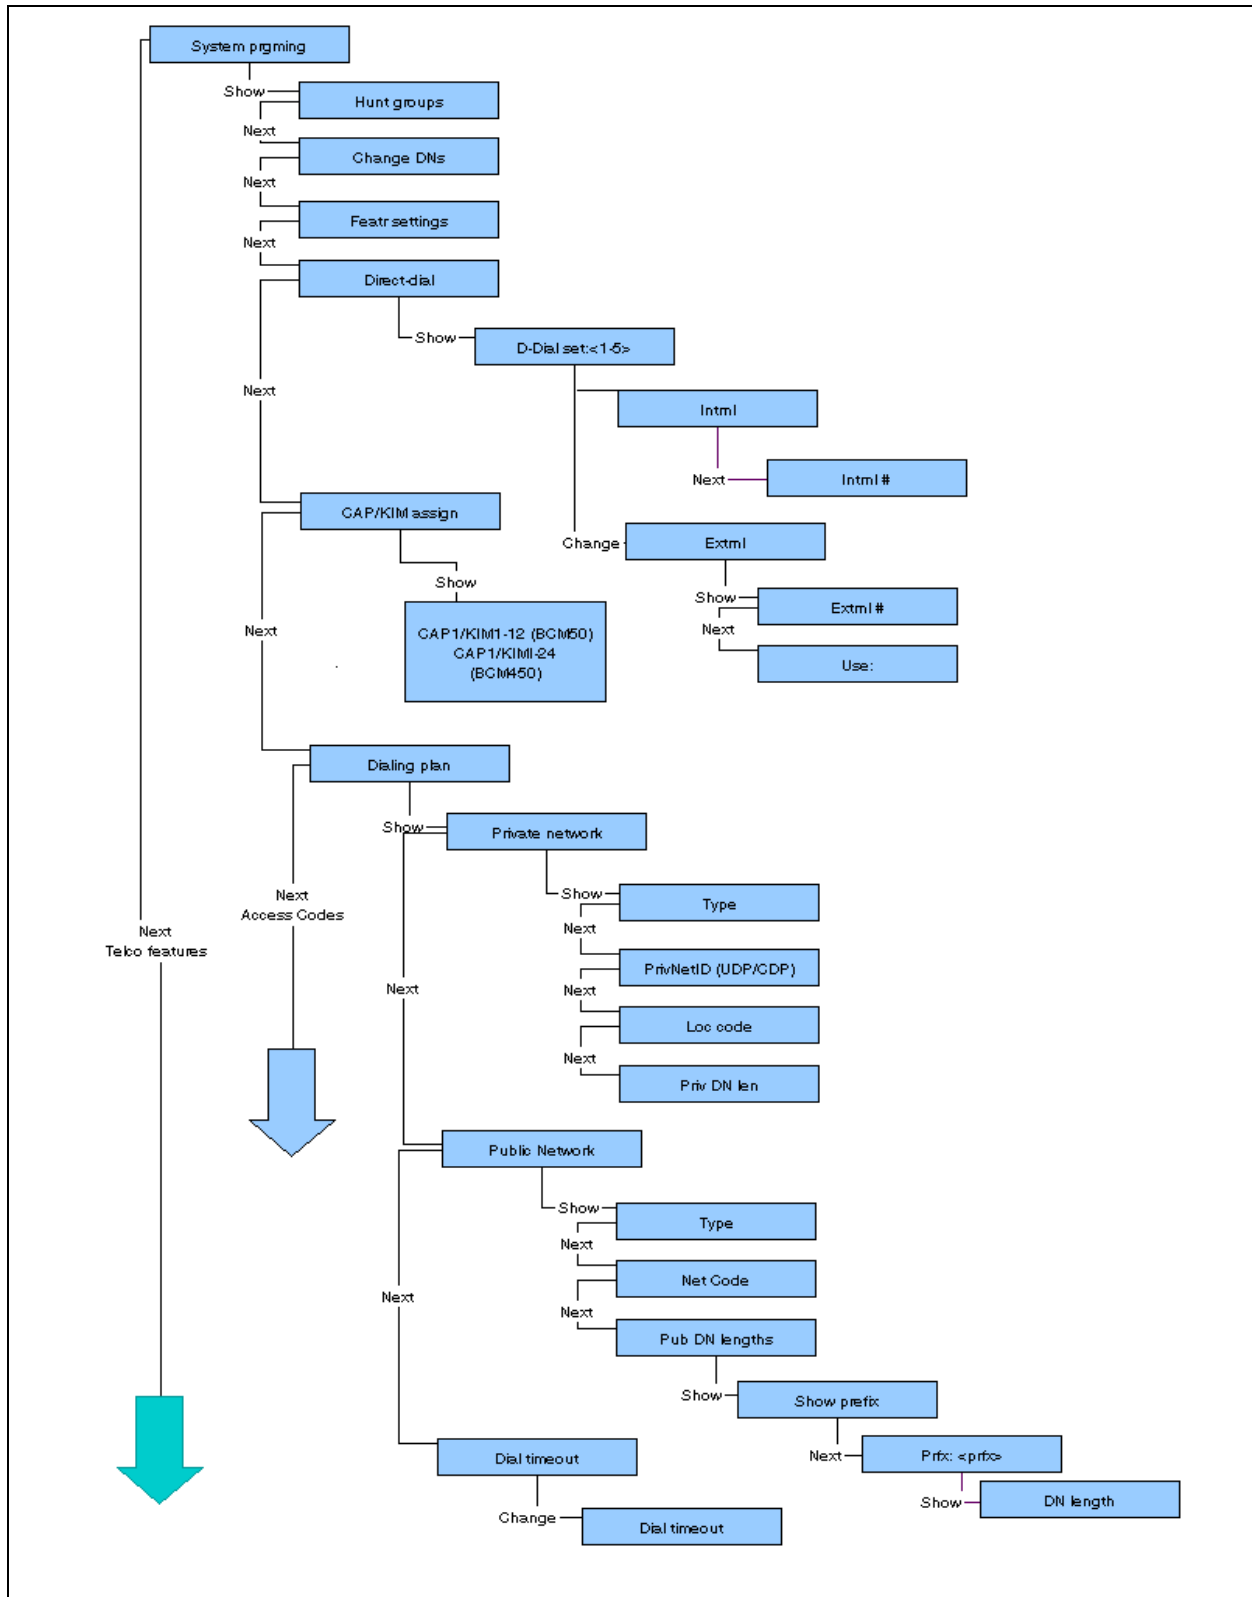 System prgming
Show
Hunt groups
Next
Change DNs
Next
Featr settings
Next
Direct-dial
Show
D-Dial set:<1-5>
Next
Intrnl
Next
Intrnl #
CAP/KIM assign
Change
Extrnl
Show
Show
Extrnl #
Next
CAP1/KIM1-12 (BCM50)
CAP1/KIMI-24
(BCM450)
Next
Use:
Dialing plan
Show
Private network
Show
Type
Next
Access Codes
Next
Next
Telco features
PrivNetID (UDP/CDP)
Next
Next
Loc code
Next
Priv DN len
Public Network
Show
Type
Next
Net Code
Next
Next
Pub DN lengths
Show
Show prefix
Dial timeout
Next
Prfx: <prfx>
Show
DN length
Change
Dial timeout